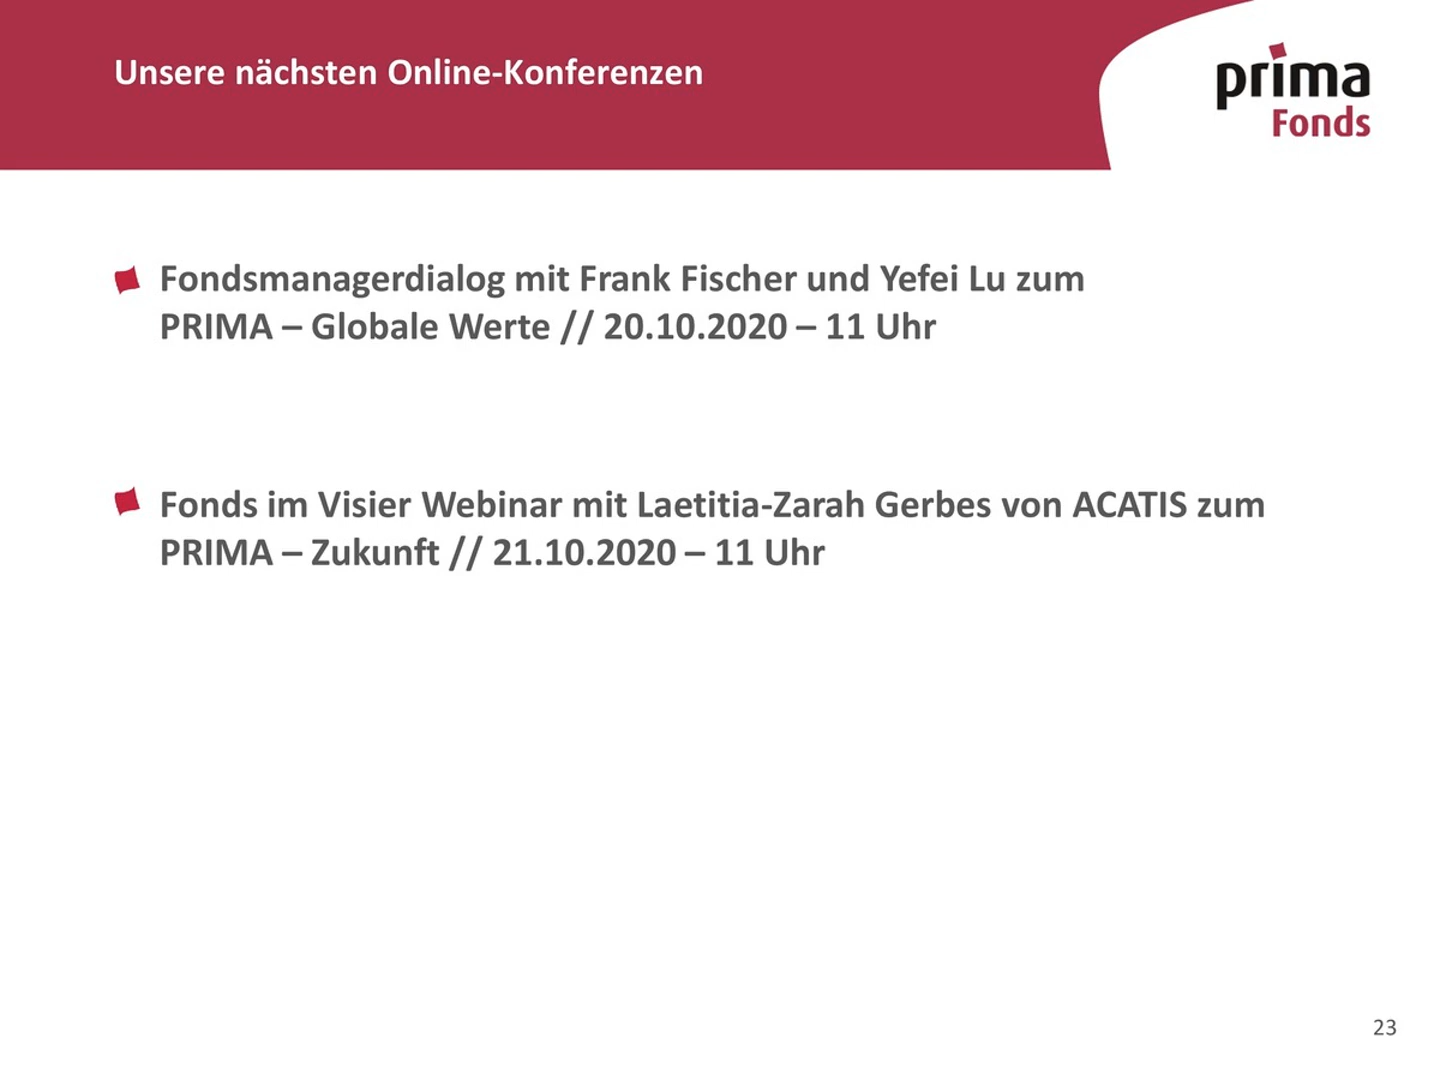 Unsere nächsten Online-Konferenzen
prima
Fonds
Fondsmanagerdialog mit Frank Fischer und Yefei Lu zum
PRIMA – Globale Werte // 20.10.2020 – 11 Uhr
Fonds im Visier Webinar mit Laetitia-Zarah Gerbes von ACATIS zum
PRIMA – Zukunft // 21.10.2020 – 11 Uhr
23